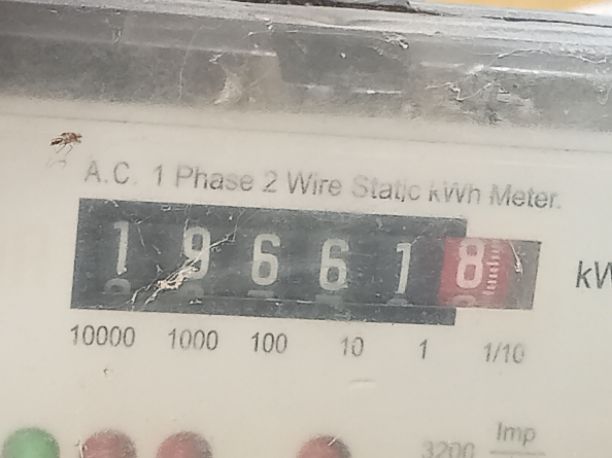 A.C. 1 Phase 2 Wire Static kWh Meter.
1 9 6 6 1 8
kW
10000 1000 100 10 1 1/10
3200 Imp